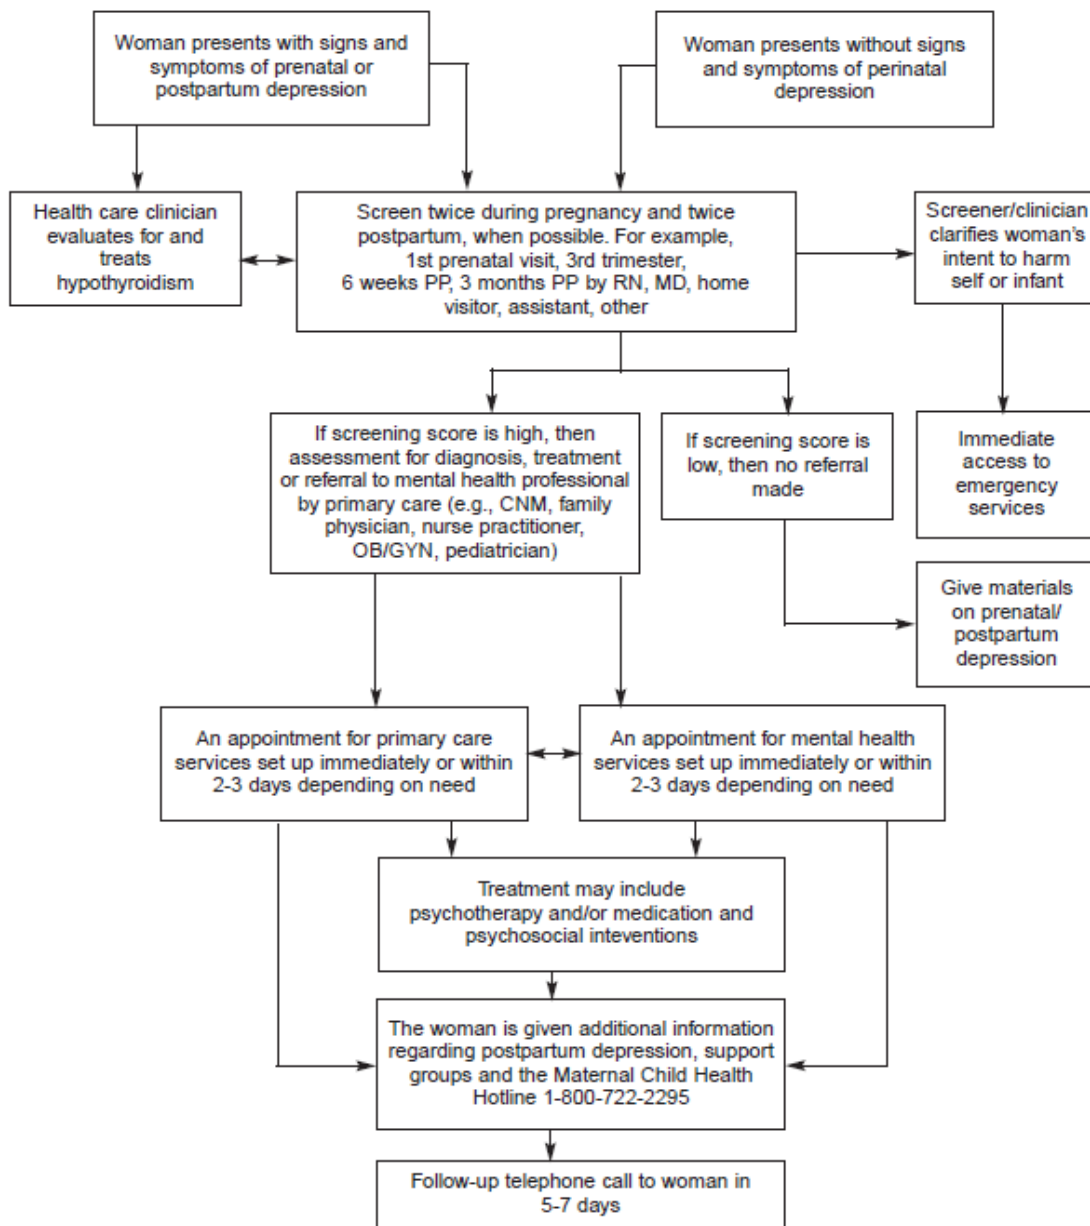 Woman presents with signs and
symptoms of prenatal or
postpartum depression
Woman presents without signs
and symptoms of perinatal
depression
Health care clinician
evaluates for and
treats
hypothyroidism
Screen twice during pregnancy and twice
postpartum, when possible. For example,
1st prenatal visit, 3rd trimester,
6 weeks PP, 3 months PP by RN, MD, home
visitor, assistant, other
Screener/clinician
clarifies woman's
intent to harm
self or infant
If screening score is high, then
assessment for diagnosis, treatment
or referral to mental health professional
by primary care (e.g., CNM, family
physician, nurse practitioner,
OB/GYN, pediatrician)
If screening score is
low, then no referral
made
Immediate
access to
emergency
services
Give materials
on prenatal/
postpartum
depression
An appointment for primary care
services set up immediately or within
2-3 days depending on need
An appointment for mental health
services set up immediately or within
2-3 days depending on need
Treatment may include
psychotherapy and/or medication and
psychosocial inteventions
The woman is given additional information
regarding postpartum depression, support
groups and the Maternal Child Health
Hotline 1-800-722-2295
Follow-up telephone call to woman in
5-7 days